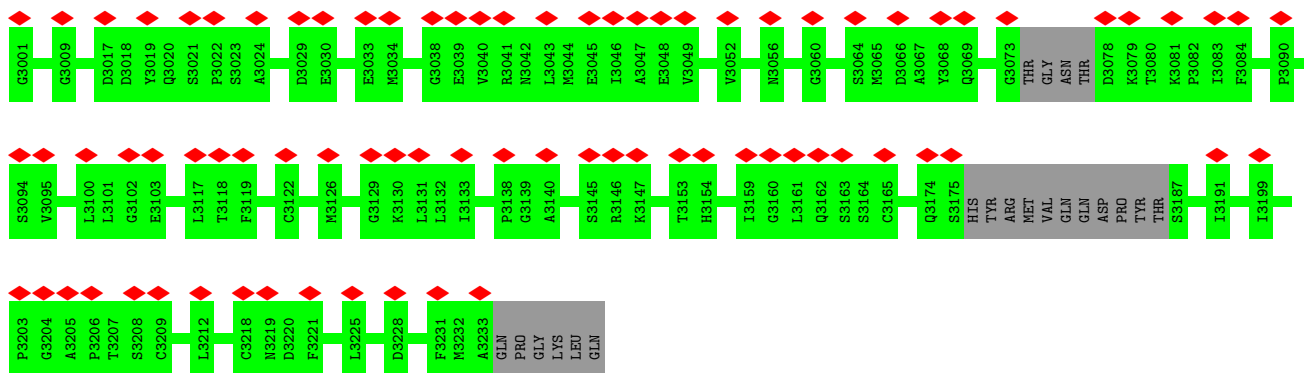 G3001 G3009 D3017 D3018 Y3019 Q3020 S3021 P3022 S3023 A3024 D3029 E3030 E3033 M3034 G3038 E3039 V3040 R3041 N3042 L3043 M3044 E3045 I3046 A3047 E3048 V3049 V3052 N3056 G3060 S3064 M3065 D3066 A3067 Y3068 Q3069 G3073 THR GLY ASN THR D3078 K3079 T3080 K3081 P3082 I3083 F3084 P3090
S3094 V3095 L3100 L3101 G3102 E3103 L3117 T3118 F3119 C3122 M3126 G3129 K3130 L3131 L3132 I3133 P3138 G3139 A3140 S3145 R3146 K3147 T3153 H3154 I3159 G3160 L3161 Q3162 S3163 S3164 C3165 Q3174 S3175 HIS TYR ARG MET VAL GLN GLN ASP PRO TYR THR S3187 I3191 I3199
P3203 G3204 A3205 P3206 T3207 S3208 C3209 L3212 C3218 N3219 D3220 F3221 L3225 D3228 F3231 M3232 A3233 GLN PRO GLY LYS LEU GLN